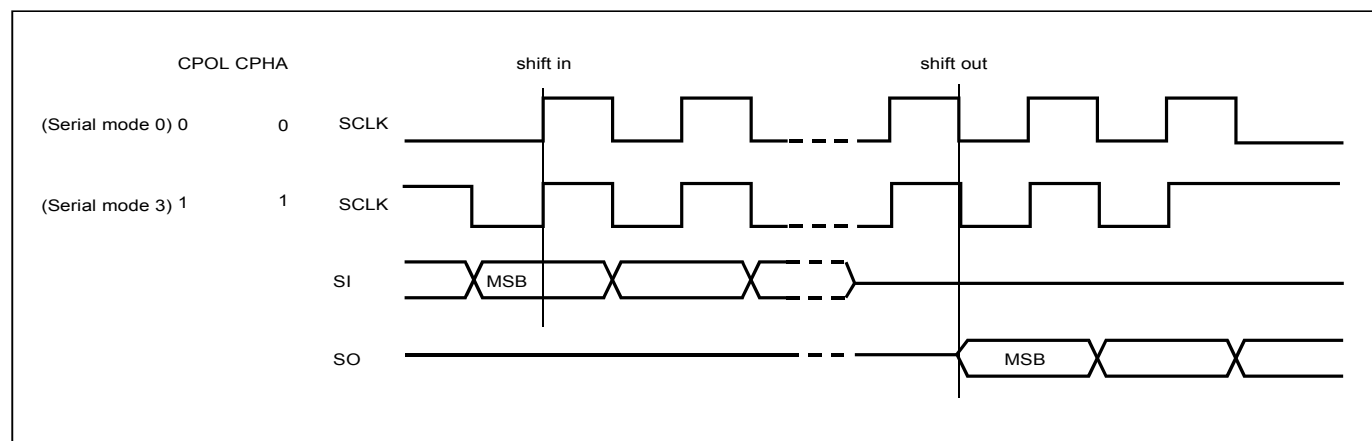 CPOL CPHA shift in shift out
(Serial mode 0) 0 0 SCLK
(Serial mode 3) 1 1 SCLK
SI MSB
SO MSB